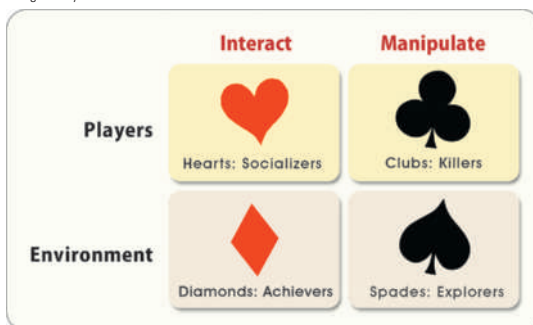 Interact Manipulate
Players
Hearts: Socializers Clubs: Killers
Environment
Diamonds: Achievers Spades: Explorers